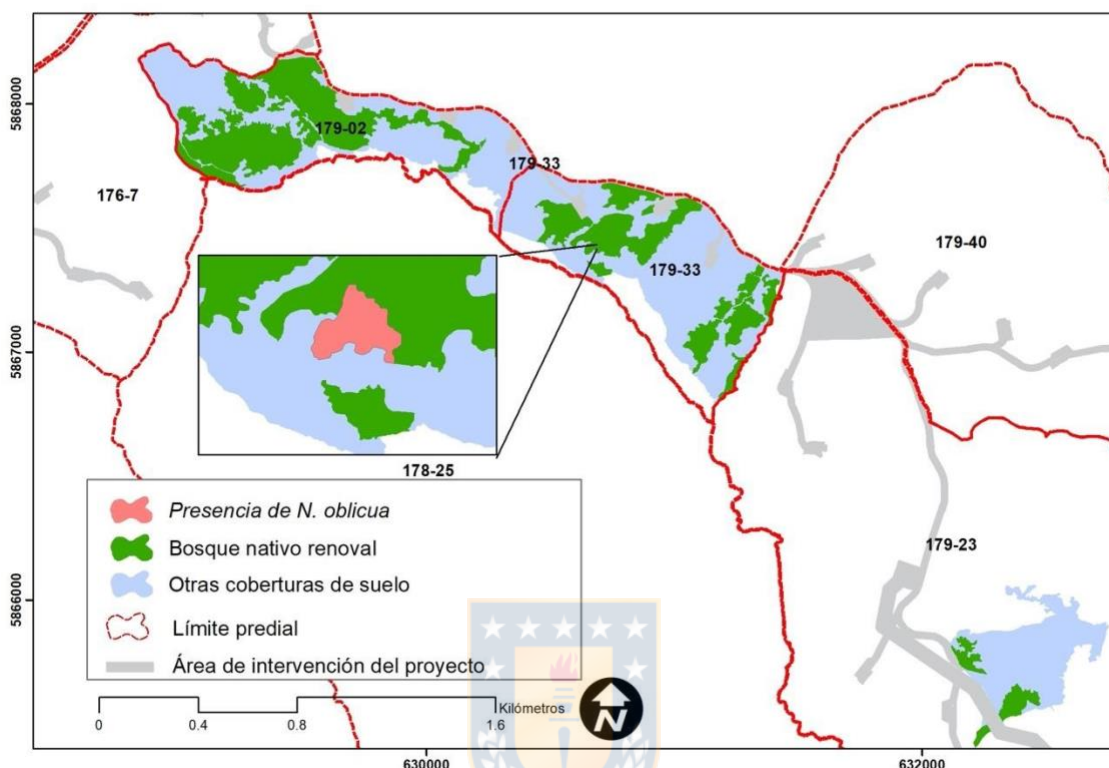 5868000
5867000
5866000
179-02
179-33
176-7
179-40
179-33
178-25
179-23
Presencia de N. oblicua
Bosque nativo renoval
Otras coberturas de suelo
Límite predial
Área de intervención del proyecto
Kilómetros
0 0.4 0.8 1.6
N
630000 632000